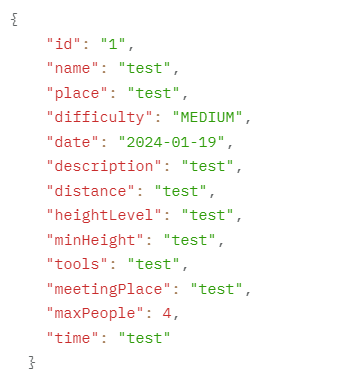 {
"id": "1",
"name": "test",
"place": "test",
"difficulty": "MEDIUM",
"date": "2024-01-19",
"description": "test",
"distance": "test",
"heightLevel": "test",
"minHeight": "test",
"tools": "test",
"meetingPlace": "test",
"maxPeople": 4,
"time": "test"
}